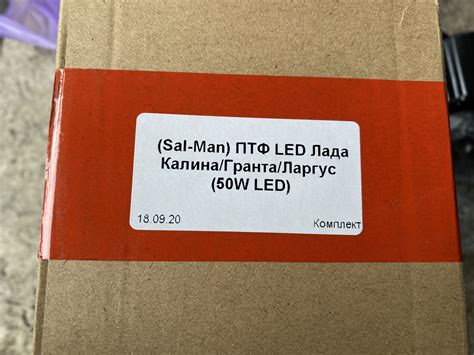 (Sal-Man) ПТФ LED Лада
Калина/Гранта/Ларгус
(50W LED)
18.09.20
Комплект